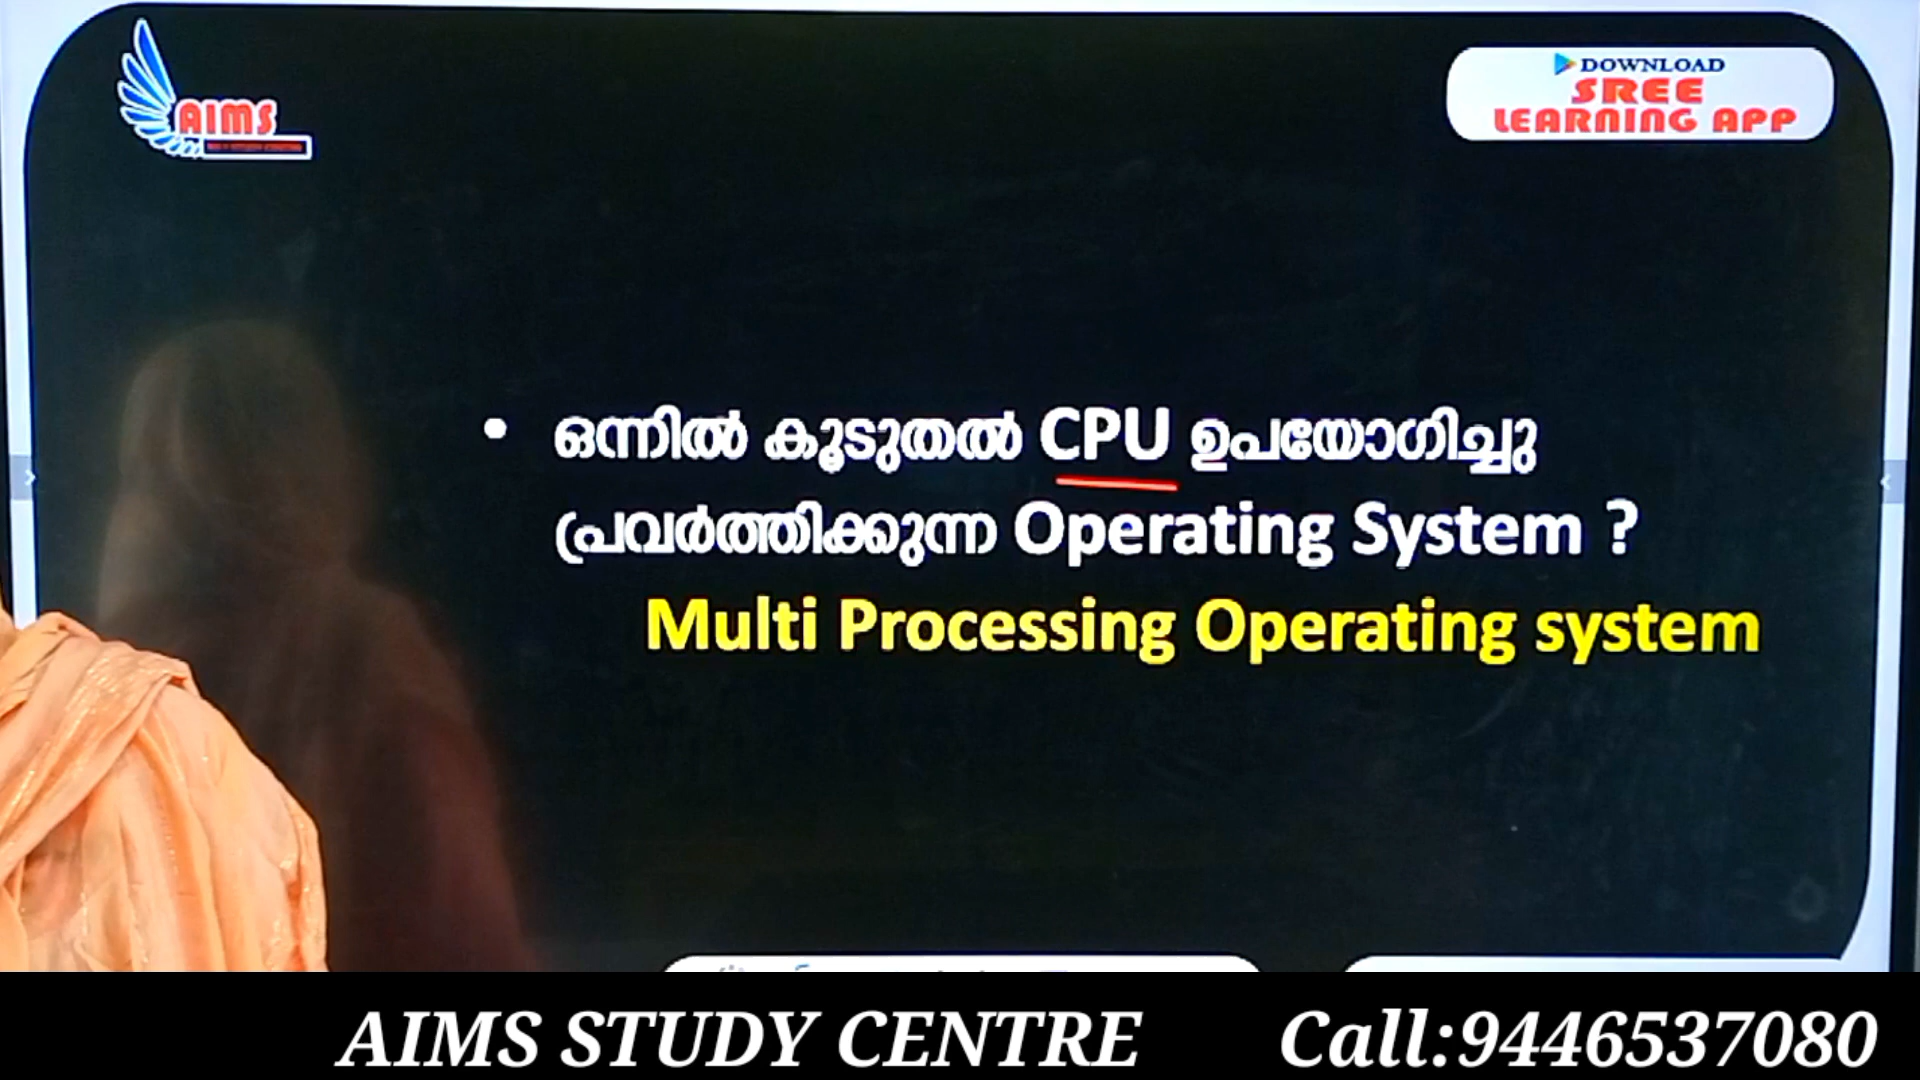 AIMS
DOWNLOAD
SREE
LEARNING APP
• ഒന്നിൽ കൂടുതൽ CPU ഉപയോഗിച്ചു
പ്രവർത്തിക്കുന്ന Operating System ?
Multi Processing Operating system
AIMS STUDY CENTRE Call:9446537080